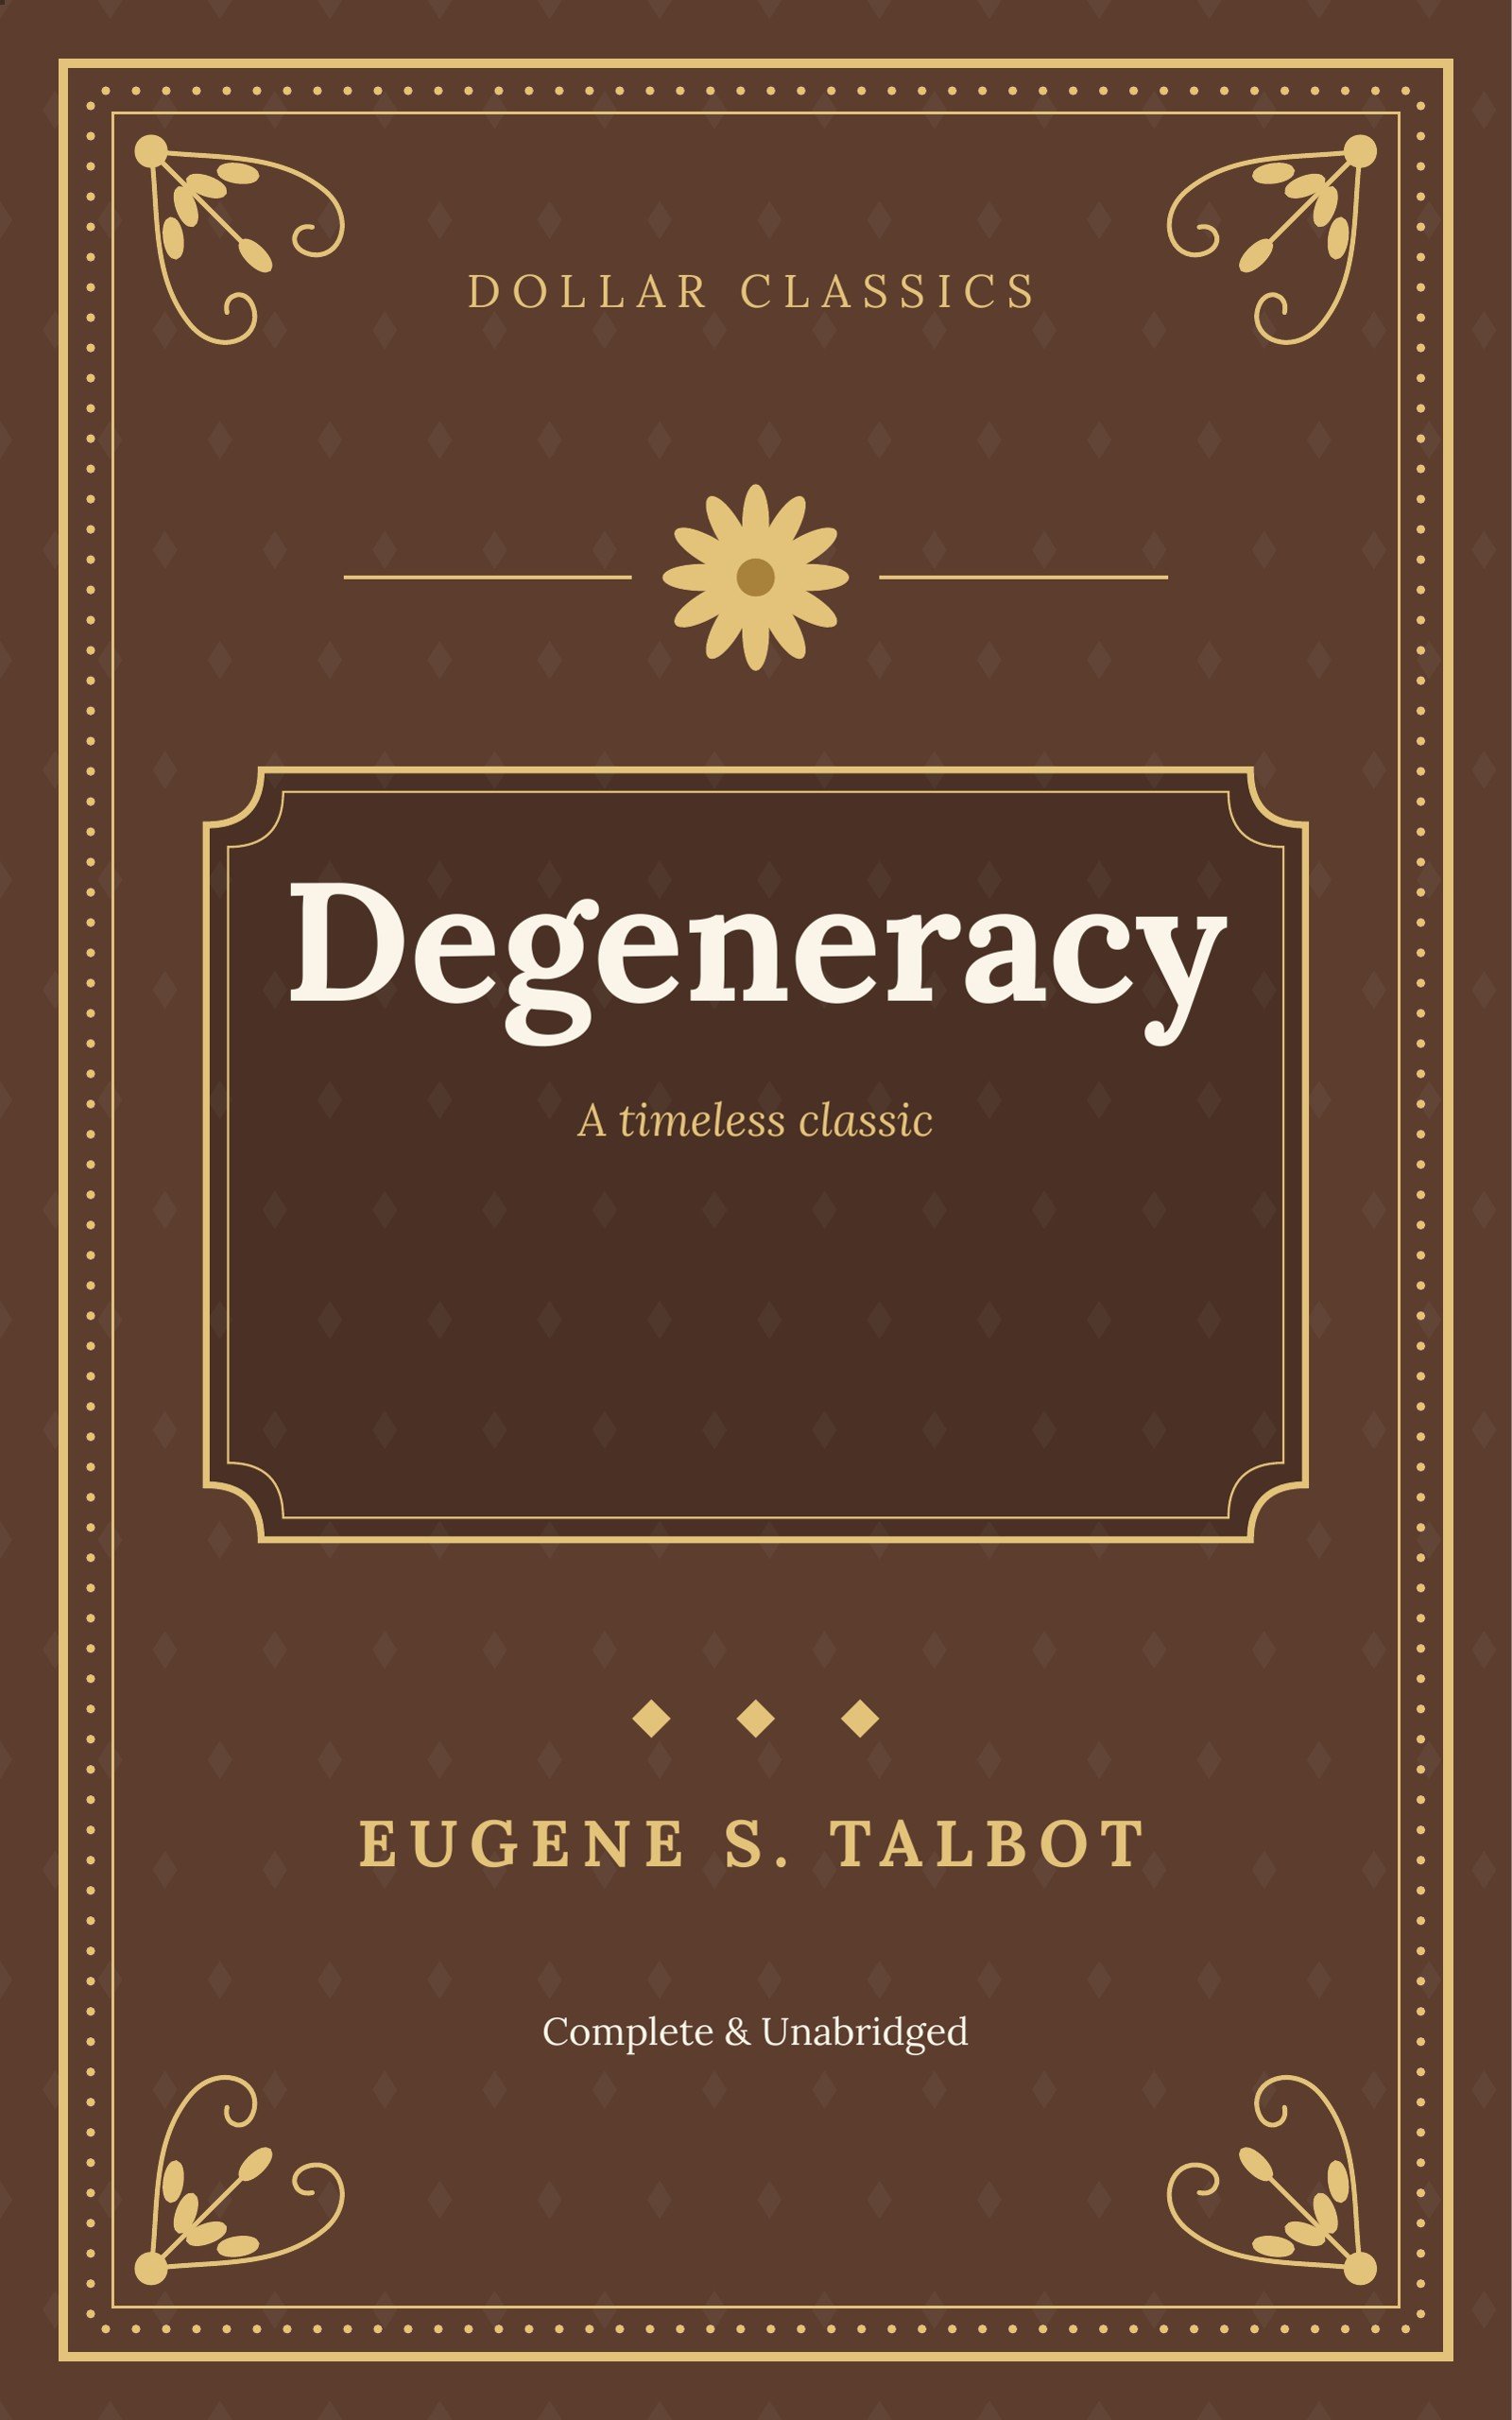 DOLLAR CLASSICS
Degeneracy
A timeless classic
EUGENE S. TALBOT
Complete & Unabridged